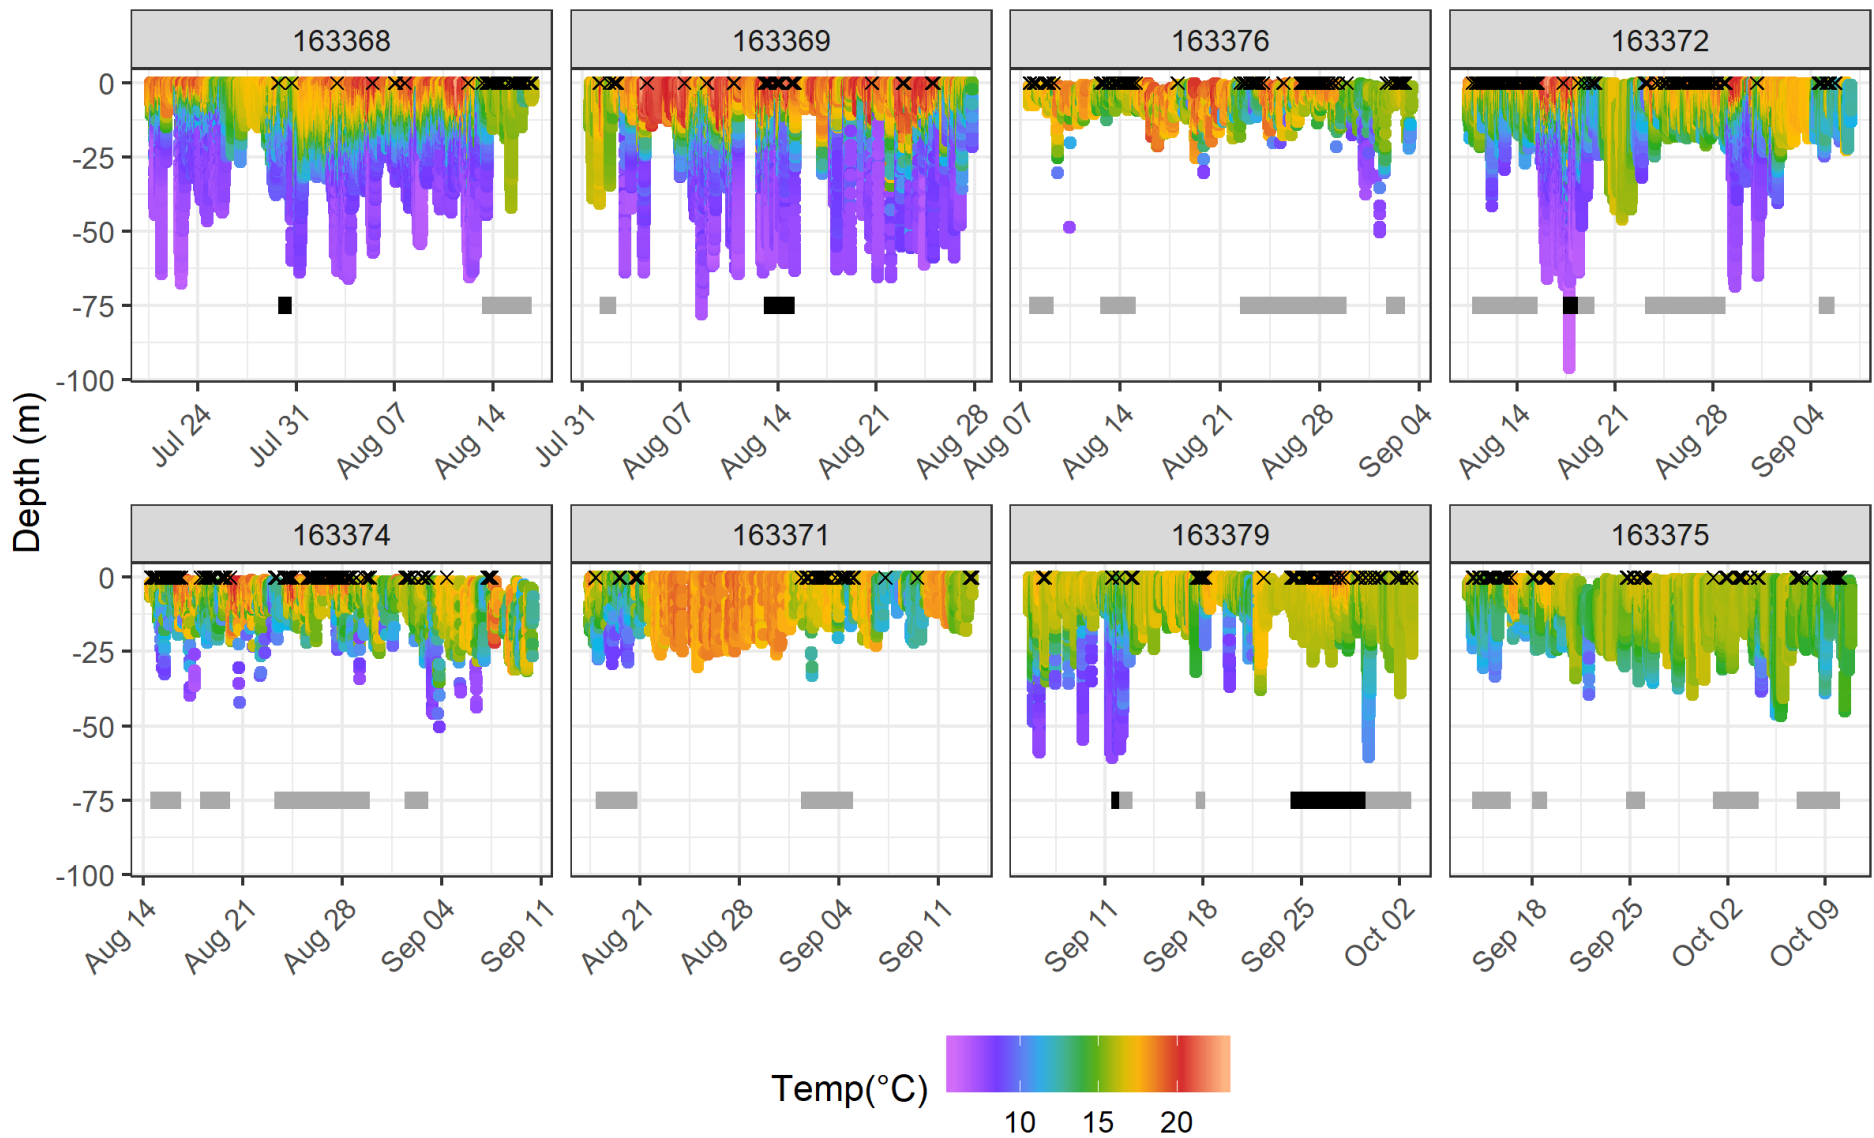 163368 163369 163376 163372
0
-25
-50
-75
-100
Jul 24 Jul 31 Aug 07 Aug 14 Jul 31 Aug 07 Aug 14 Aug 21 Aug 28 Aug 07 Aug 14 Aug 21 Aug 28 Sep 04 Aug 14 Aug 21 Aug 28 Sep 04
Depth (m)
163374 163371 163379 163375
0
-25
-50
-75
-100
Aug 14 Aug 21 Aug 28 Sep 04 Sep 11 Aug 21 Aug 28 Sep 04 Sep 11 Sep 11 Sep 18 Sep 25 Oct 02 Sep 18 Sep 25 Oct 02 Oct 09
Temp(°C)
10 15 20